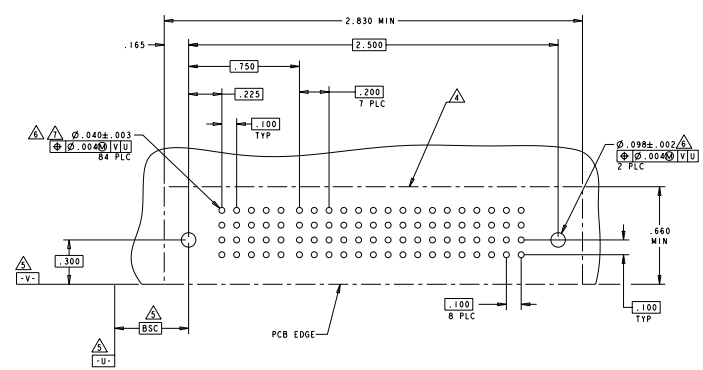 2.830 MIN
.165
2.500
.750
.225
.200
7 PLC
4
.100
TYP
6 7 Ø.040±.003
⌖ Ø.004Ⓜ V U
84 PLC
Ø.098±.002 6
⌖ Ø.004Ⓜ V U
2 PLC
.660
MIN
.300
5
-V-
5
BSC
.100
8 PLC
.100
TYP
PCB EDGE
5
-U-